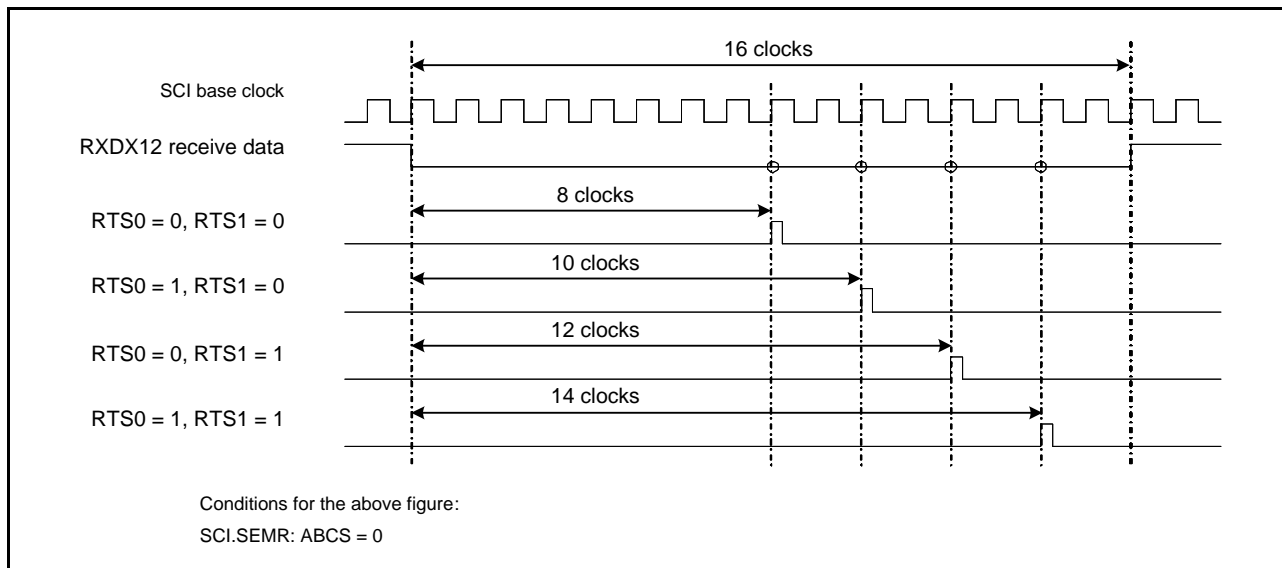 16 clocks
SCI base clock
RXDX12 receive data
8 clocks
RTS0 = 0, RTS1 = 0
10 clocks
RTS0 = 1, RTS1 = 0
12 clocks
RTS0 = 0, RTS1 = 1
14 clocks
RTS0 = 1, RTS1 = 1
Conditions for the above figure:
SCI.SEMR: ABCS = 0